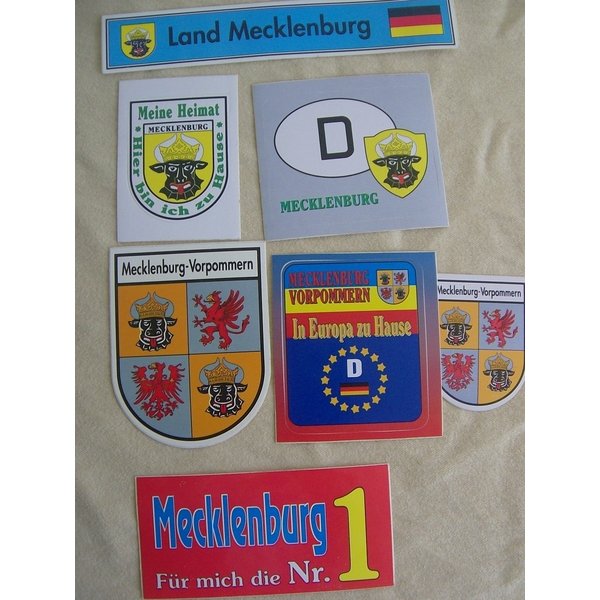 Land Mecklenburg
Meine Heimat
MECKLENBURG
* Hier bin ich zu Hause *
D
MECKLENBURG
Mecklenburg-Vorpommern
MECKLENBURG
VORPOMMERN
In Europa zu Hause
D
Mecklenburg-Vorpommern
Mecklenburg
Für mich die Nr. 1